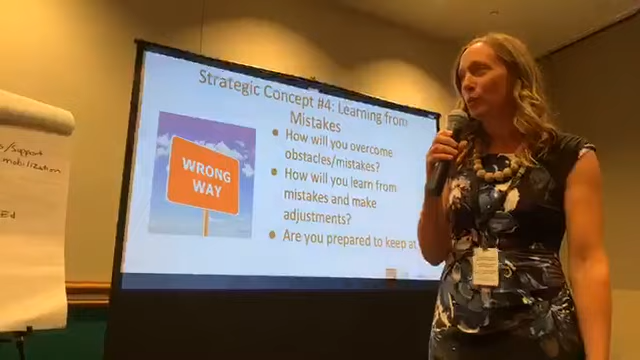 Strategic Concept #4: Learning from
Mistakes
WRONG
WAY
• How will you overcome
obstacles/mistakes?
• How will you learn from
mistakes and make
adjustments?
• Are you prepared to keep at
/Support
mobilization